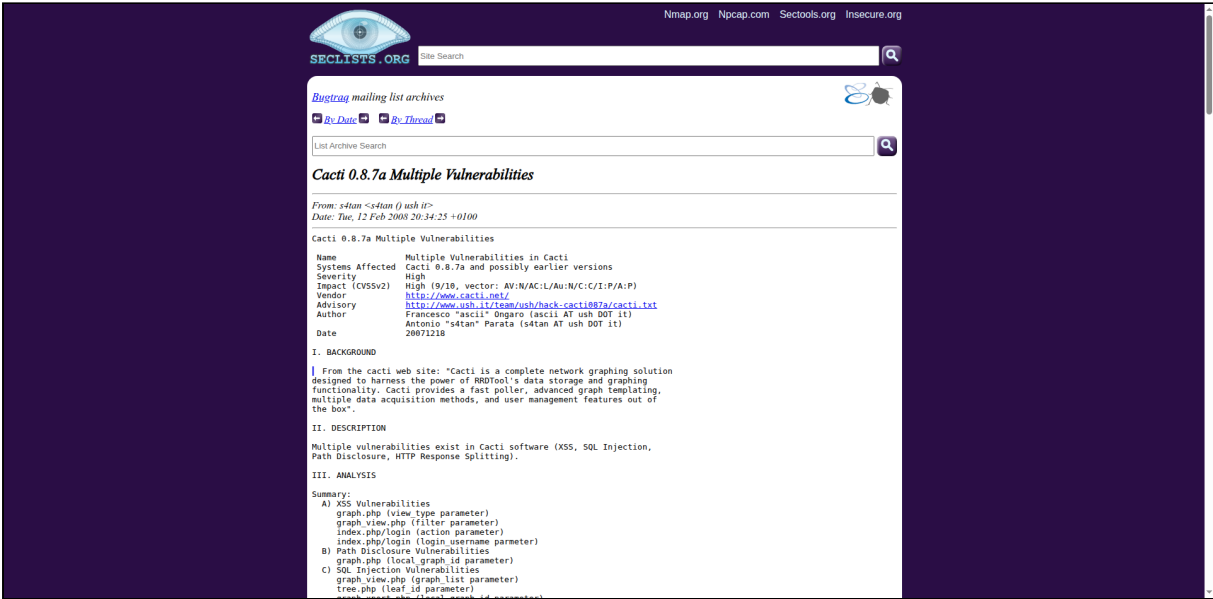 Nmap.org Npcap.com Sectools.org Insecure.org
SECLISTS.ORG
Site Search
Bugtraq mailing list archives
By Date By Thread
List Archive Search
Cacti 0.8.7a Multiple Vulnerabilities
From: s4tan <s4tan () ush it>
Date: Tue, 12 Feb 2008 20:34:25 +0100
Cacti 0.8.7a Multiple Vulnerabilities
Name Multiple Vulnerabilities in Cacti
Systems Affected Cacti 0.8.7a and possibly earlier versions
Severity High
Impact (CVSSv2) High (9/10, vector: AV:N/AC:L/Au:N/C:C/I:P/A:P)
Vendor http://www.cacti.net/
Advisory http://www.ush.it/team/ush/hack-cacti087a/cacti.txt
Author Francesco "ascii" Ongaro (ascii AT ush DOT it)
Antonio "s4tan" Parata (s4tan AT ush DOT it)
Date 20071218
I. BACKGROUND
From the cacti web site: "Cacti is a complete network graphing solution
designed to harness the power of RRDTool's data storage and graphing
functionality. Cacti provides a fast poller, advanced graph templating,
multiple data acquisition methods, and user management features out of
the box".
II. DESCRIPTION
Multiple vulnerabilities exist in Cacti software (XSS, SQL Injection,
Path Disclosure, HTTP Response Splitting).
III. ANALYSIS
Summary:
A) XSS Vulnerabilities
graph.php (view_type parameter)
graph_view.php (filter parameter)
index.php/login (action parameter)
index.php/login (login_username parmeter)
B) Path Disclosure Vulnerabilities
graph.php (local_graph_id parameter)
C) SQL Injection Vulnerabilities
graph_view.php (graph_list parameter)
tree.php (leaf_id parameter)
graph_xport.php (local_graph_id parameter)